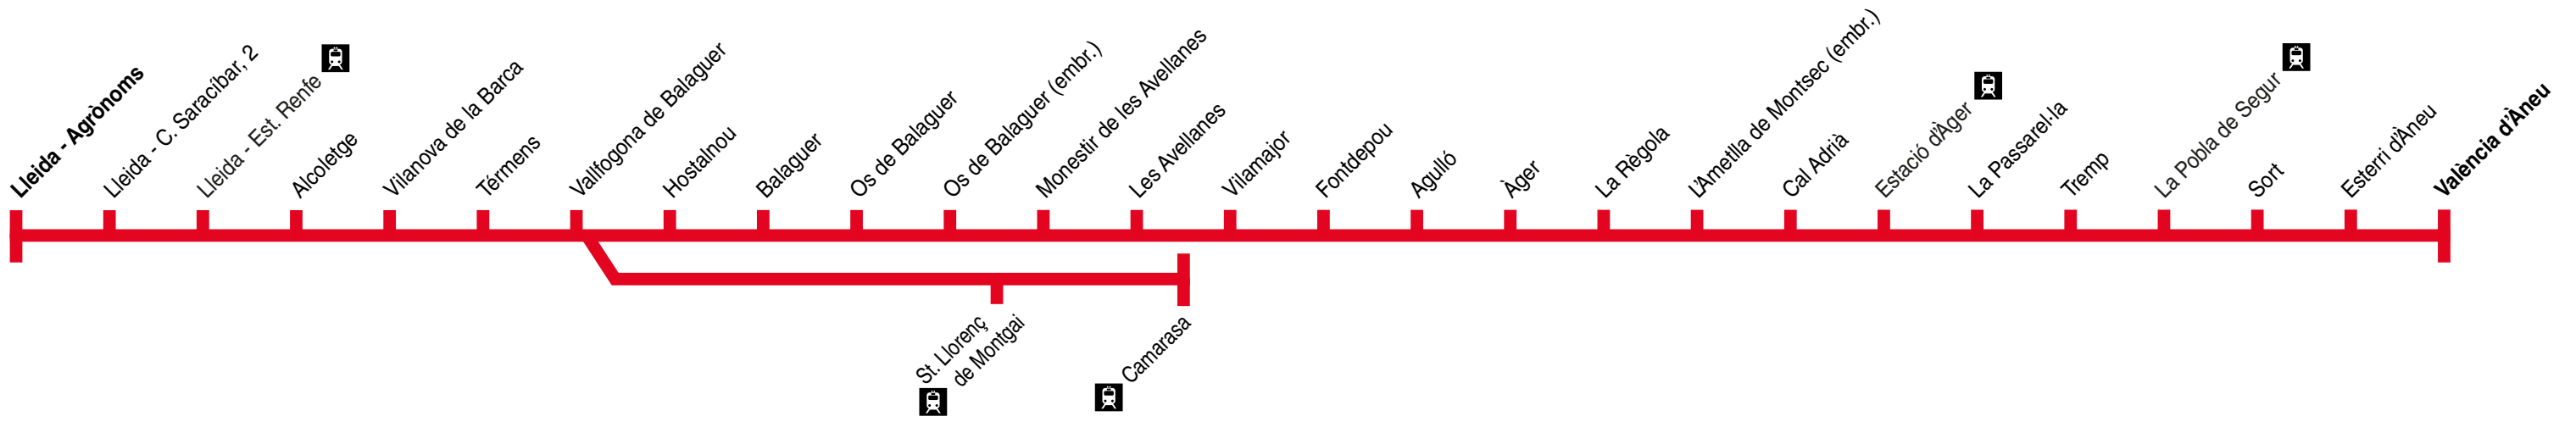 Lleida - Agrònoms
Lleida - C. Saracíbar, 2
Lleida - Est. Renfe
Alcoletge
Vilanova de la Barca
Térmens
Vallfogona de Balaguer
Hostalnou
Balaguer
Os de Balaguer
Os de Balaguer (embr.)
Monestir de les Avellanes
Les Avellanes
Vilamajor
Fontdepou
Agulló
Àger
La Règola
L'Ametlla de Montsec (embr.)
Cal Adrià
Estació d'Àger
La Passarel·la
Tremp
La Pobla de Segur
Sort
Esterri d'Àneu
València d'Àneu
St. Llorenç
de Montgai
Camarasa